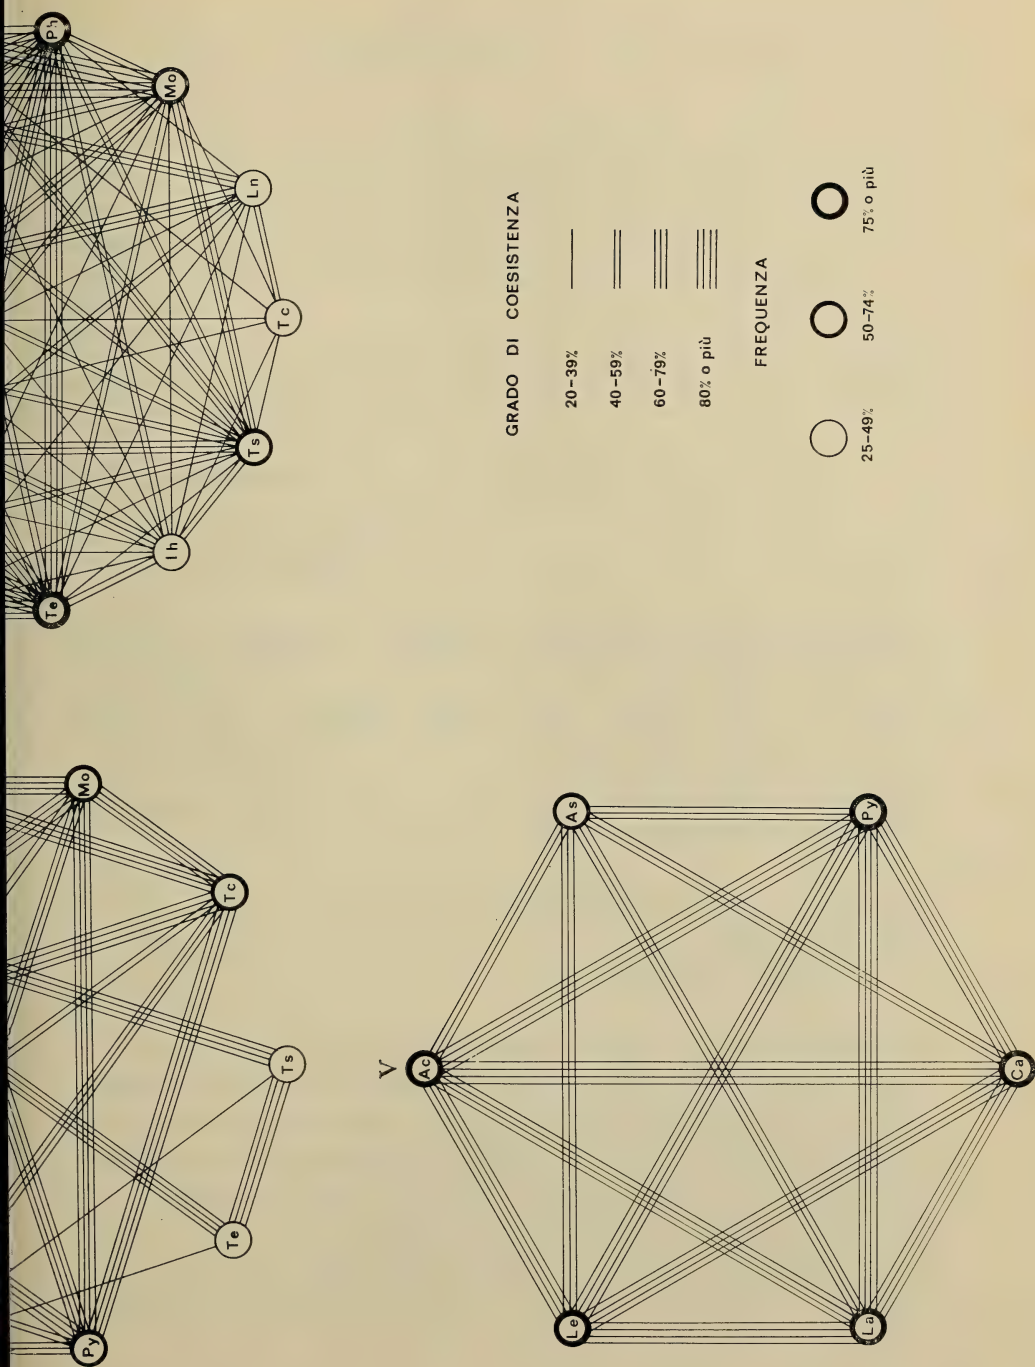 Py
Te
Ts
Tc
Mo
Te
Ih
Ts
Tc
Ln
Mo
Ph
V
Ac
Le
As
La
Py
Ca
GRADO DI COESISTENZA
20-39%
40-59%
60-79%
80% o più
FREQUENZA
25-49%
50-74%
75% o più